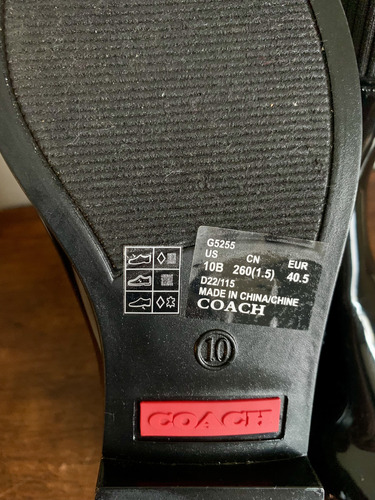 G5255
US CN EUR
10B 260(1.5) 40.5
D22/115
MADE IN CHINA/CHINE
COACH
10
COACH